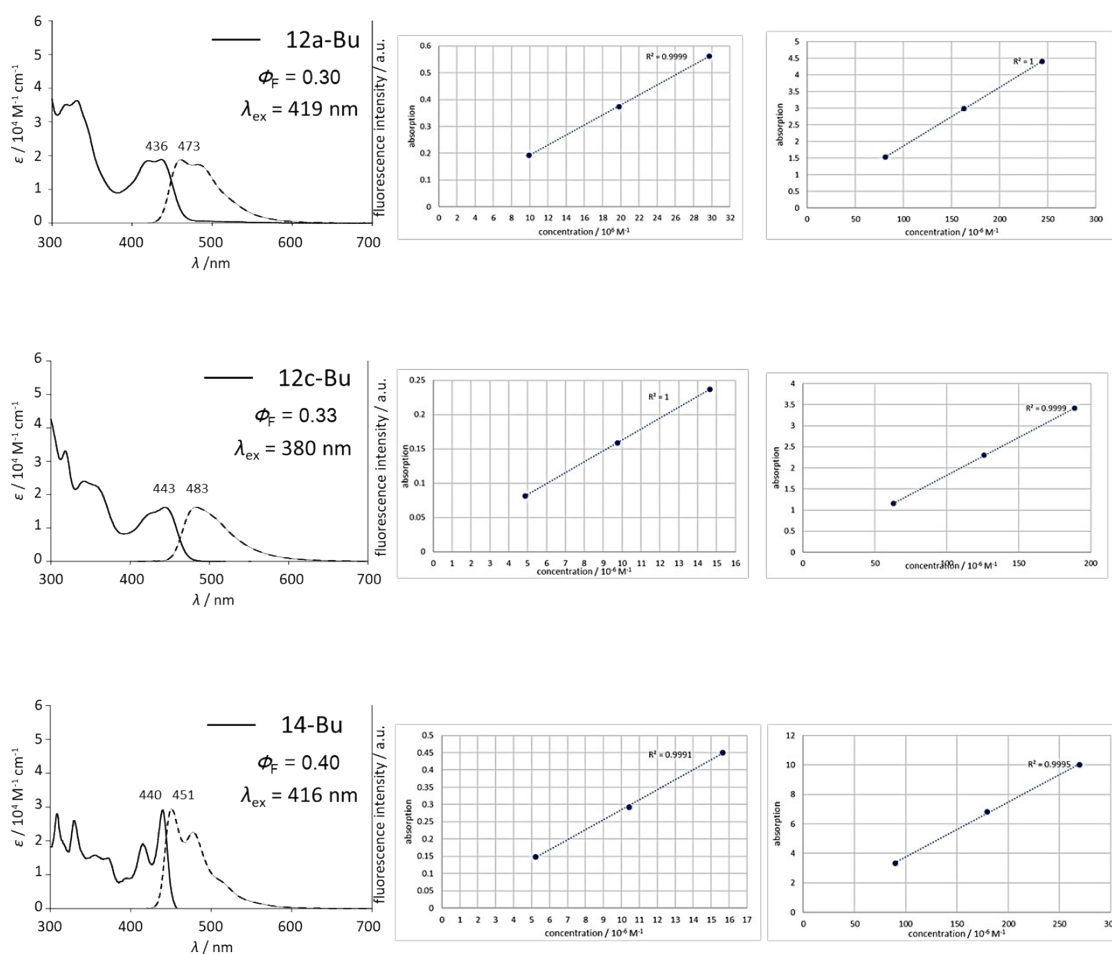 6
5
4
3
2
1
0
ε / 10⁴ M⁻¹ cm⁻¹
12a-Bu
Φ_F = 0.30
λ_ex = 419 nm
436 473
300 400 500 600 700
λ /nm
fluorescence intensity / a.u.
0.6
0.5
0.4
0.3
0.2
0.1
0
absorption
R² = 0.9999
0 2 4 6 8 10 12 14 16 18 20 22 24 26 28 30 32
concentration / 10⁶ M⁻¹
5
4.5
4
3.5
3
2.5
2
1.5
1
0.5
0
absorption
R² = 1
0 50 100 150 200 250 300
concentration / 10⁻⁶ M⁻¹
6
5
4
3
2
1
0
ε / 10⁴ M⁻¹ cm⁻¹
12c-Bu
Φ_F = 0.33
λ_ex = 380 nm
443 483
300 400 500 600 700
λ / nm
fluorescence intensity / a.u.
0.25
0.2
0.15
0.1
0.05
0
absorption
R² = 1
0 1 2 3 4 5 6 7 8 9 10 11 12 13 14 15 16
concentration / 10⁻⁶ M⁻¹
4
3.5
3
2.5
2
1.5
1
0.5
0
absorption
R² = 0.9999
0 50 100 150 200
concentration / 10⁻⁶ M⁻¹
6
5
4
3
2
1
0
ε / 10⁴ M⁻¹ cm⁻¹
14-Bu
Φ_F = 0.40
λ_ex = 416 nm
440 451
300 400 500 600 700
λ / nm
fluorescence intensity / a.u.
0.5
0.45
0.4
0.35
0.3
0.25
0.2
0.15
0.1
0.05
0
absorption
R² = 0.9991
0 1 2 3 4 5 6 7 8 9 10 11 12 13 14 15 16 17
concentration / 10⁻⁶ M⁻¹
12
10
8
6
4
2
0
absorption
R² = 0.9995
0 50 100 150 200 250
concentration / 10⁻⁶ M⁻¹